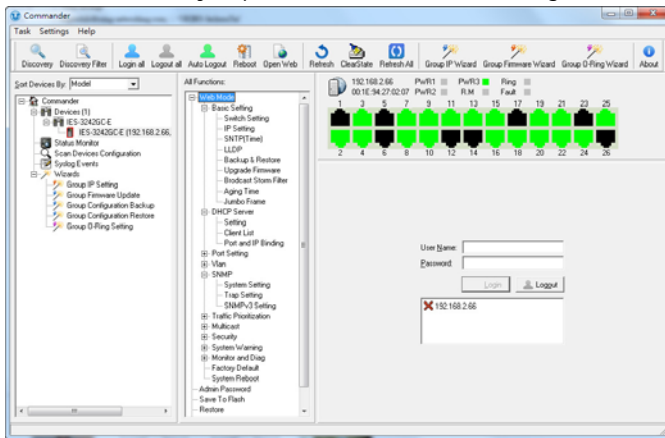 Commander
Task Settings Help
Discovery Discovery Filter Login all Logout all Auto Logout Reboot Open Web Refresh ClearState Refresh All Group IP Wizard Group Firmware Wizard Group O-Ring Wizard About
Sort Devices By: Model
Commander
Devices (1)
IES-3242GC-E
IES-3242GC-E (192.168.2.66,
Status Monitor
Scan Devices Configuration
Syslog Events
Wizards
Group IP Setting
Group Firmware Update
Group Configuration Backup
Group Configuration Restore
Group O-Ring Setting
All Functions:
Web Mode
Basic Setting
Switch Setting
IP Setting
SNTP(Time)
LLDP
Backup & Restore
Upgrade Firmware
Brodcast Storm Filter
Aging Time
Jumbo Frame
DHCP Server
Setting
Client List
Port and IP Binding
Port Setting
Vlan
SNMP
System Setting
Trap Setting
SNMPv3 Setting
Traffic Prioritization
Multicast
Security
System Warning
Monitor and Diag
Factory Default
System Reboot
Admin Password
Save To Flash
Restore
192.168.2.66 PWR1 PWR3 Ring
00:1E:94:27:02:07 PWR2 R.M Fault
1 3 5 7 9 11 13 15 17 19 21 23 25
2 4 6 8 10 12 14 16 18 20 22 24 26
User Name:
Password:
Login Logout
192.168.2.66